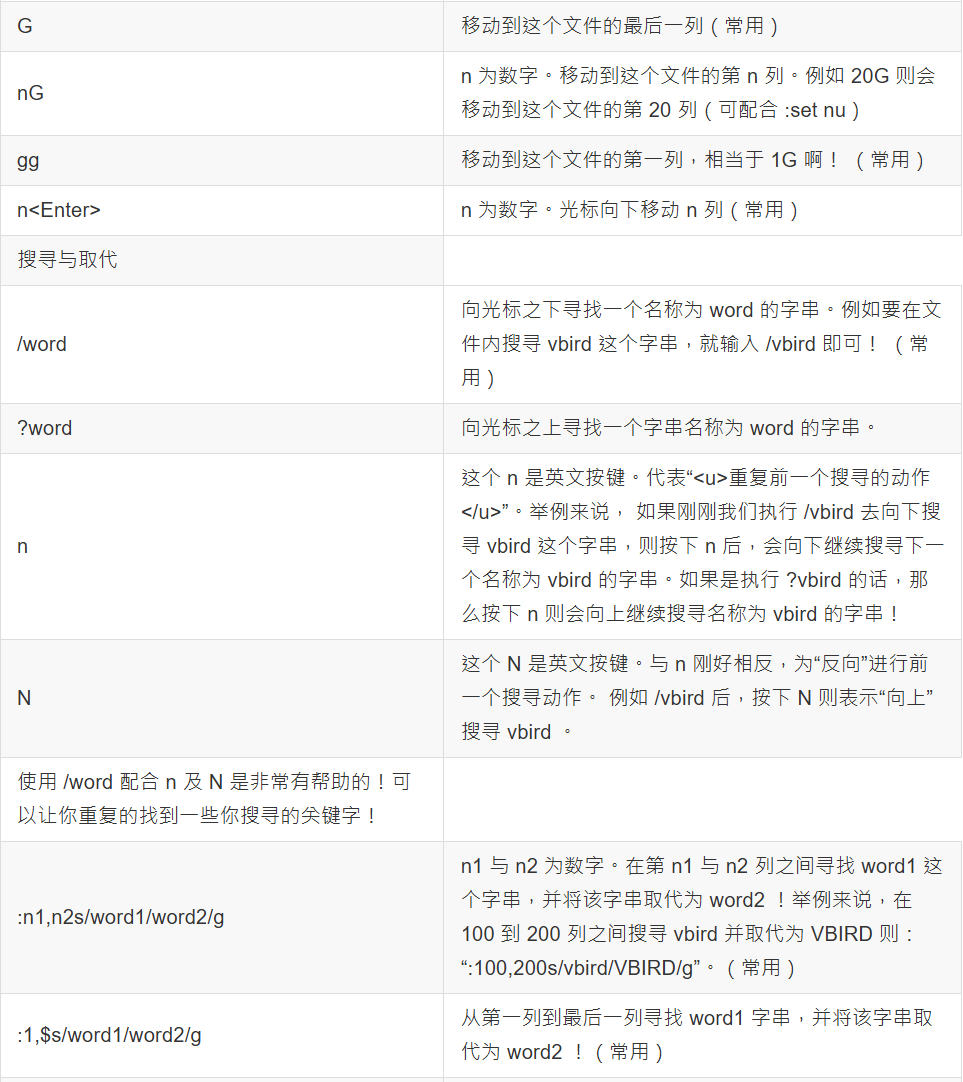 G
移动到这个文件的最后一列（常用）
nG
n 为数字。移动到这个文件的第 n 列。例如 20G 则会
移动到这个文件的第 20 列（可配合 :set nu）
gg
移动到这个文件的第一列，相当于 1G 啊！ （常用）
n<Enter>
n 为数字。光标向下移动 n 列（常用）
搜寻与取代
/word
向光标之下寻找一个名称为 word 的字串。例如要在文
件内搜寻 vbird 这个字串，就输入 /vbird 即可！ （常
用）
?word
向光标之上寻找一个字串名称为 word 的字串。
n
这个 n 是英文按键。代表“<u>重复前一个搜寻的动作
</u>”。举例来说， 如果刚刚我们执行 /vbird 去向下搜
寻 vbird 这个字串，则按下 n 后，会向下继续搜寻下一
个名称为 vbird 的字串。如果是执行 ?vbird 的话，那
么按下 n 则会向上继续搜寻名称为 vbird 的字串！
N
这个 N 是英文按键。与 n 刚好相反，为“反向”进行前
一个搜寻动作。 例如 /vbird 后，按下 N 则表示“向上”
搜寻 vbird 。
使用 /word 配合 n 及 N 是非常有帮助的！可
以让你重复的找到一些你搜寻的关键字！
:n1,n2s/word1/word2/g
n1 与 n2 为数字。在第 n1 与 n2 列之间寻找 word1 这
个字串，并将该字串取代为 word2 ！举例来说，在
100 到 200 列之间搜寻 vbird 并取代为 VBIRD 则：
“:100,200s/vbird/VBIRD/g”。（常用）
:1,$s/word1/word2/g
从第一列到最后一列寻找 word1 字串，并将该字串取
代为 word2 ！（常用）